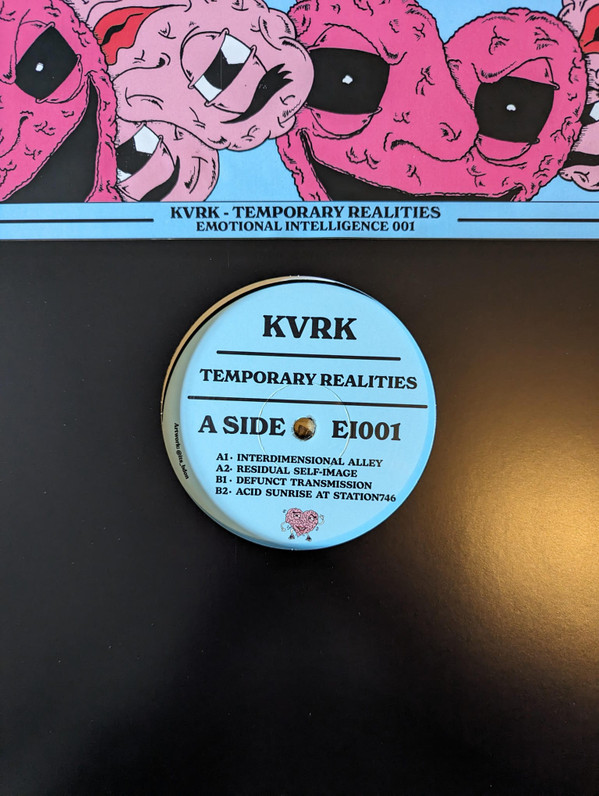 KVRK - TEMPORARY REALITIES
EMOTIONAL INTELLIGENCE 001
KVRK
TEMPORARY REALITIES
A SIDE EI001
A1· INTERDIMENSIONAL ALLEY
A2· RESIDUAL SELF-IMAGE
B1· DEFUNCT TRANSMISSION
B2· ACID SUNRISE AT STATION746
Artwork: